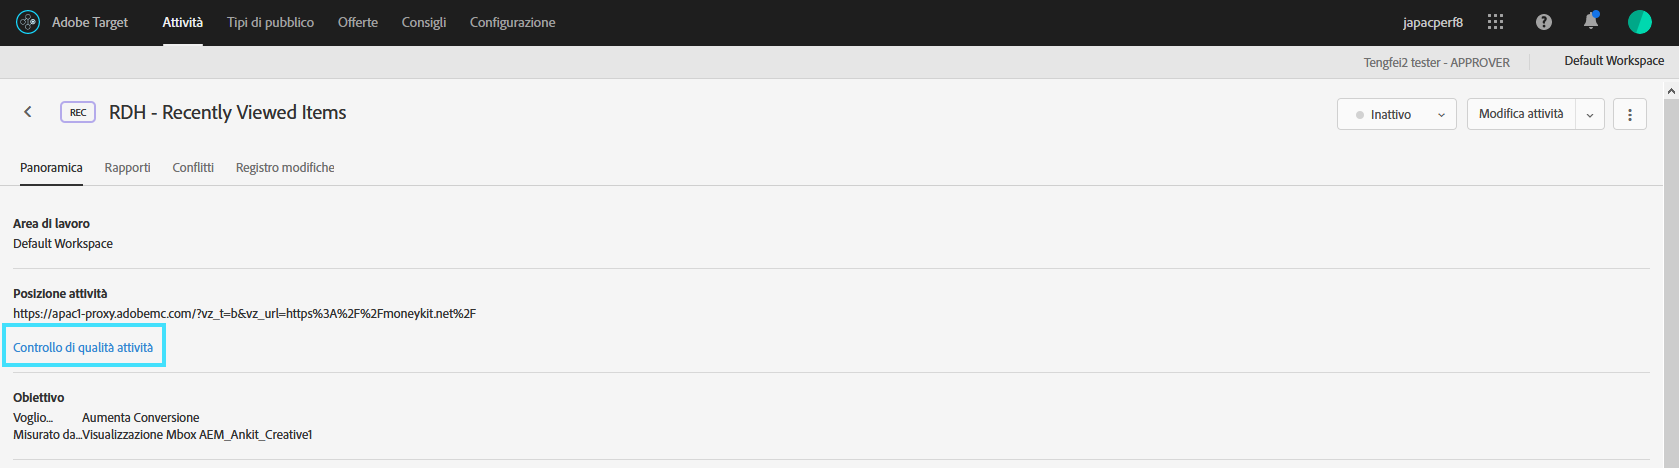 Adobe Target Attività Tipi di pubblico Offerte Consigli Configurazione japacperf8
Tengfei2 tester - APPROVER Default Workspace
REC RDH - Recently Viewed Items Inattivo Modifica attività
Panoramica Rapporti Conflitti Registro modifiche
Area di lavoro
Default Workspace
Posizione attività
https://apac1-proxy.adobemc.com/?vz_t=b&vz_url=https%3A%2F%2Fmoneykit.net%2F
Controllo di qualità attività
Obiettivo
Voglio... Aumenta Conversione
Misurato da...Visualizzazione Mbox AEM_Ankit_Creative1